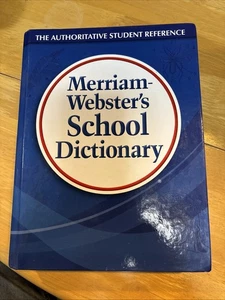 THE AUTHORITATIVE STUDENT REFERENCE
Merriam-
Webster's
School
Dictionary